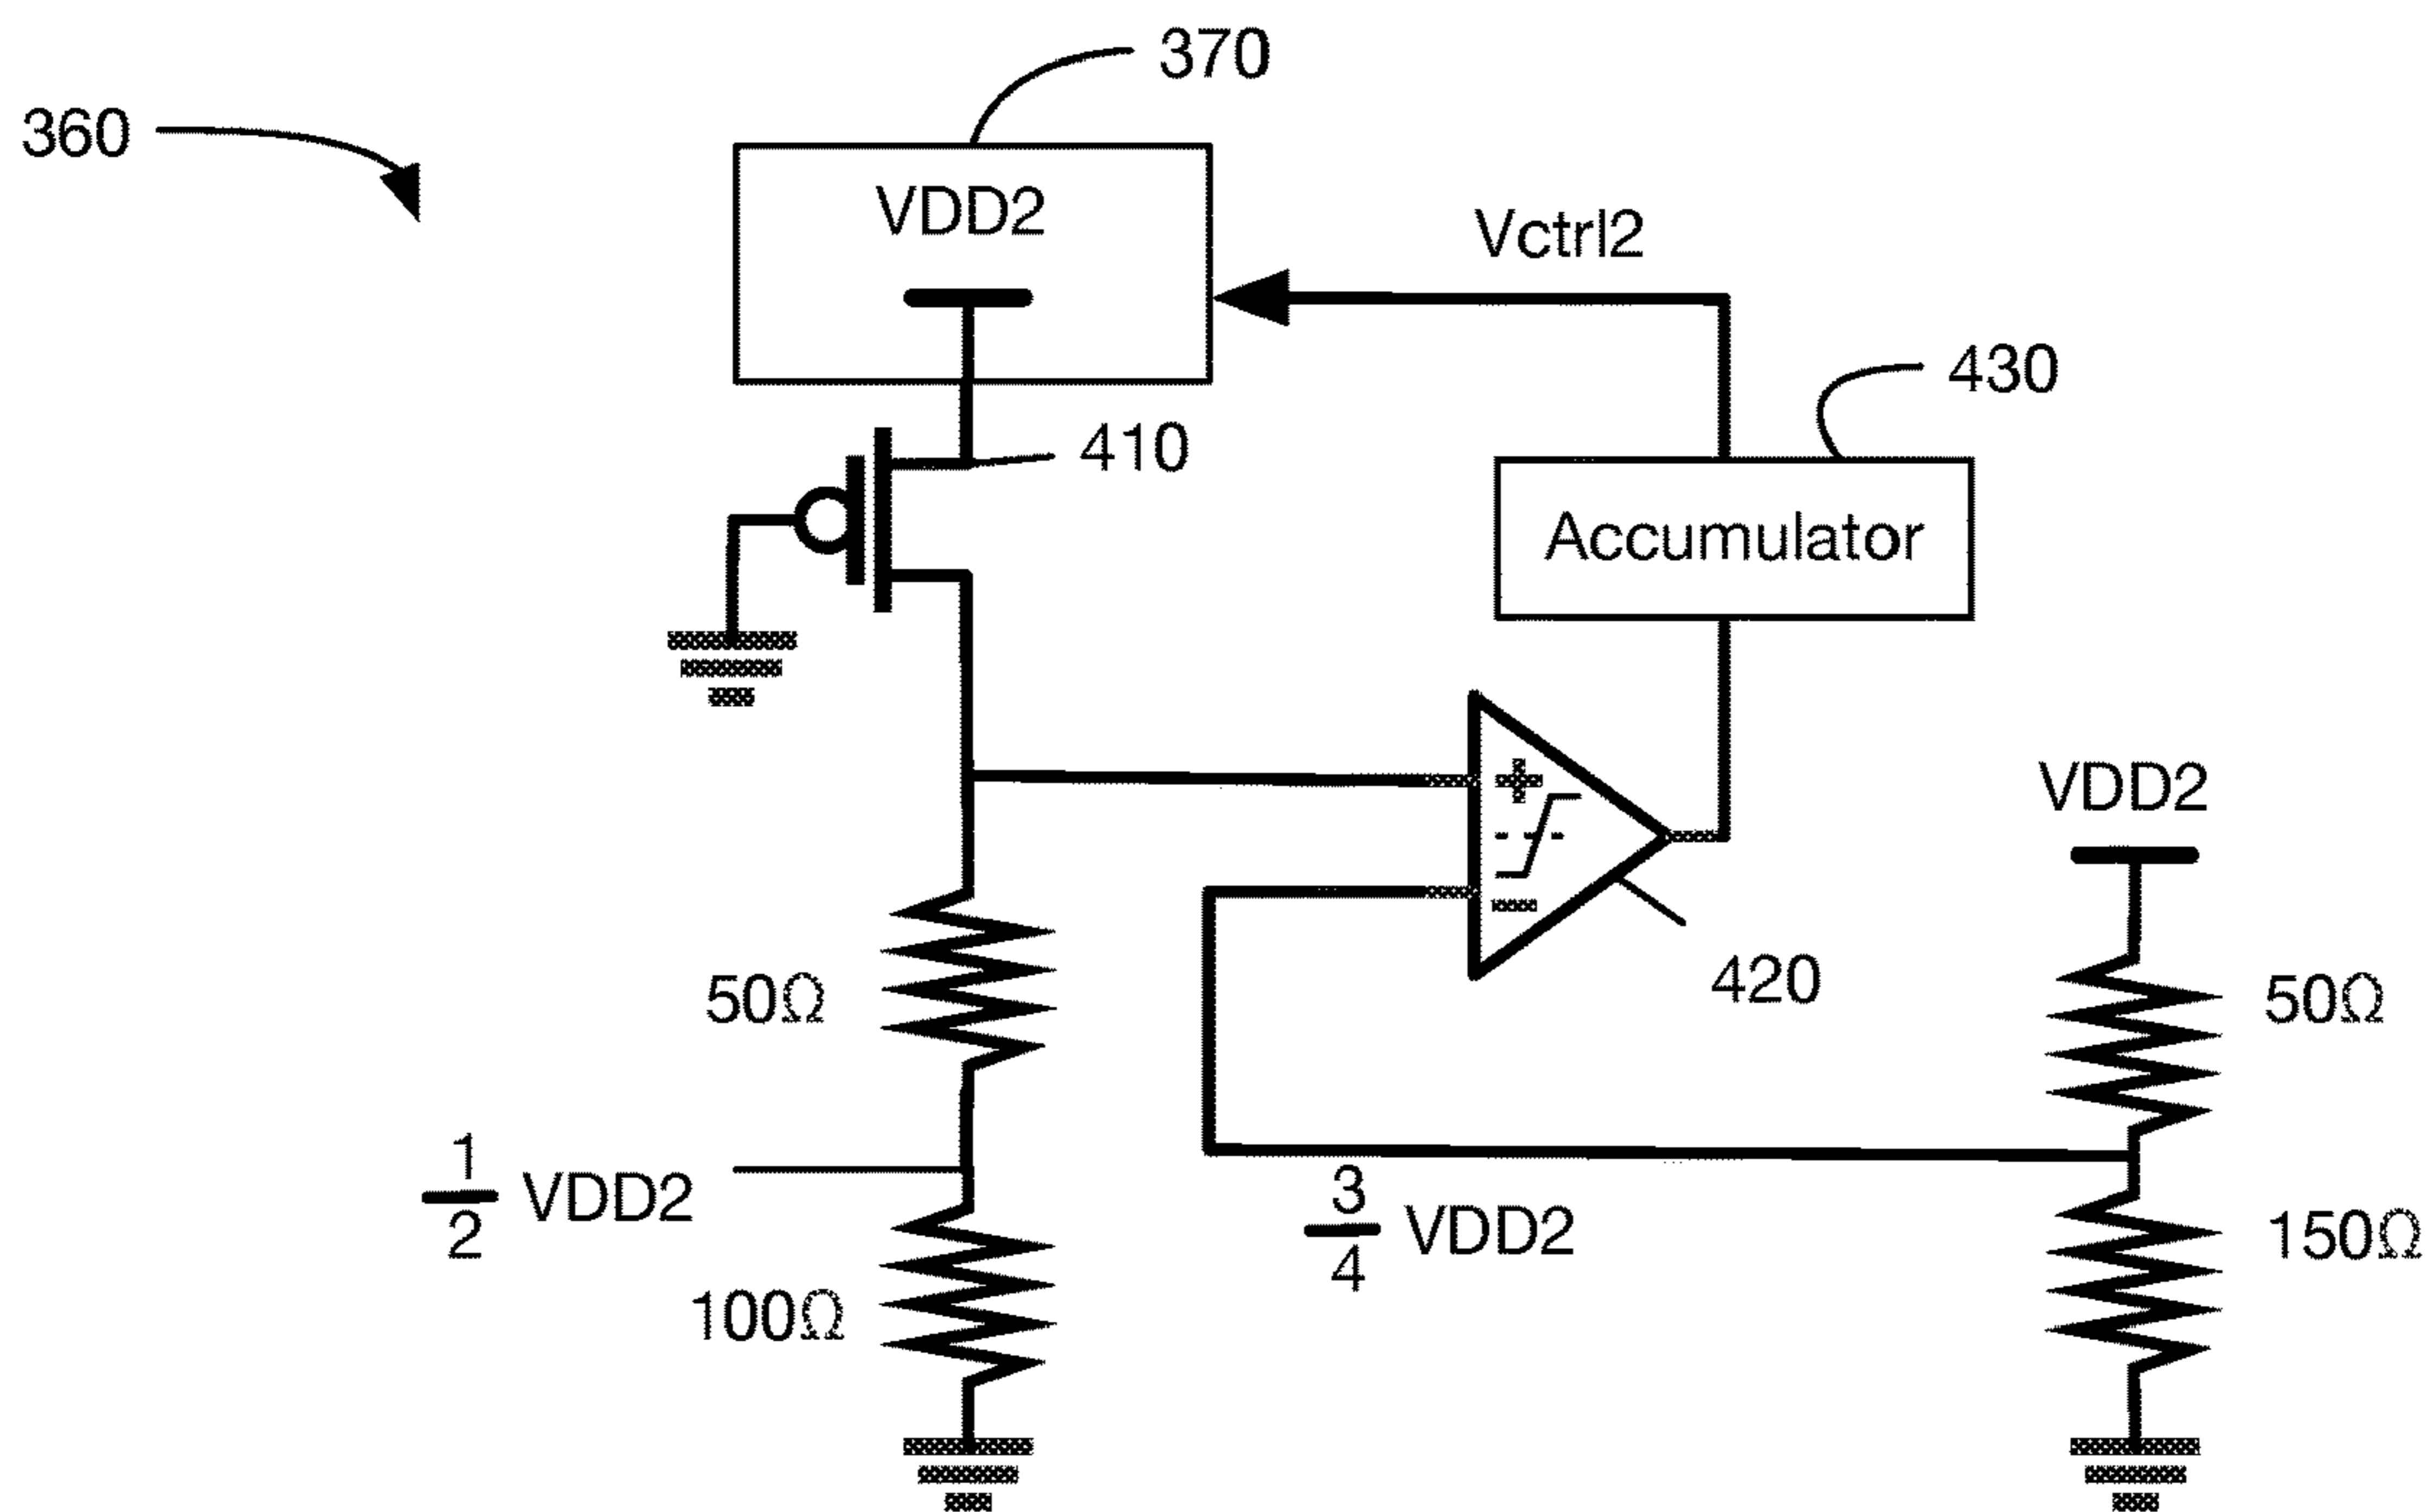 370
360
VDD2
Vctrl2
430
410
Accumulator
+
-
420
VDD2
50Ω
50Ω
1/2 VDD2
3/4 VDD2
100Ω
150Ω